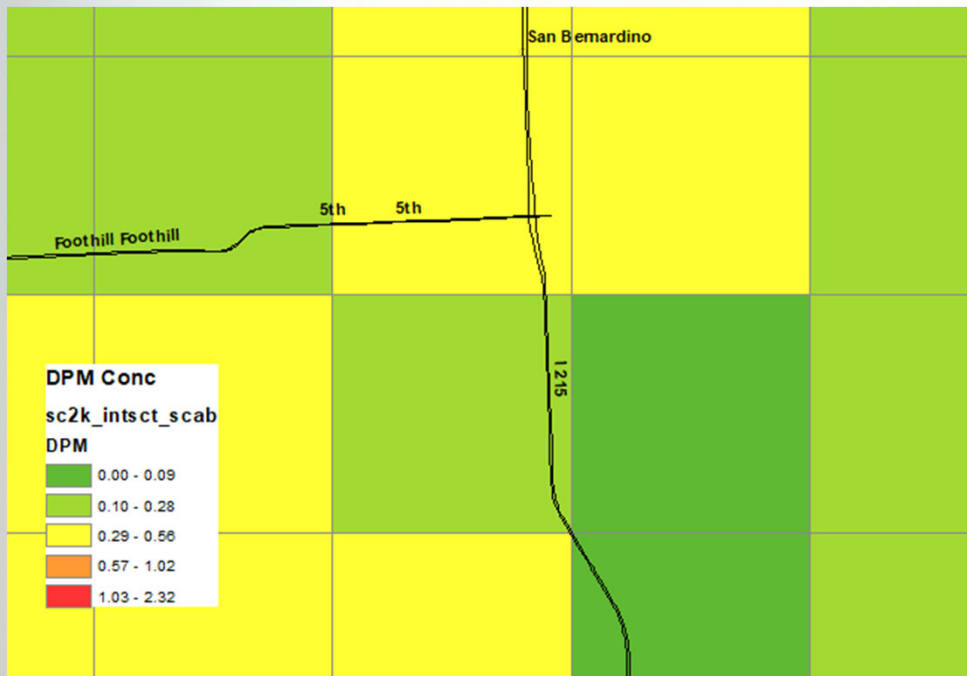 San Bernardino
5th 5th
Foothill Foothill
I 215
DPM Conc
sc2k_intsct_scab
DPM
0.00 - 0.09
0.10 - 0.28
0.29 - 0.56
0.57 - 1.02
1.03 - 2.32